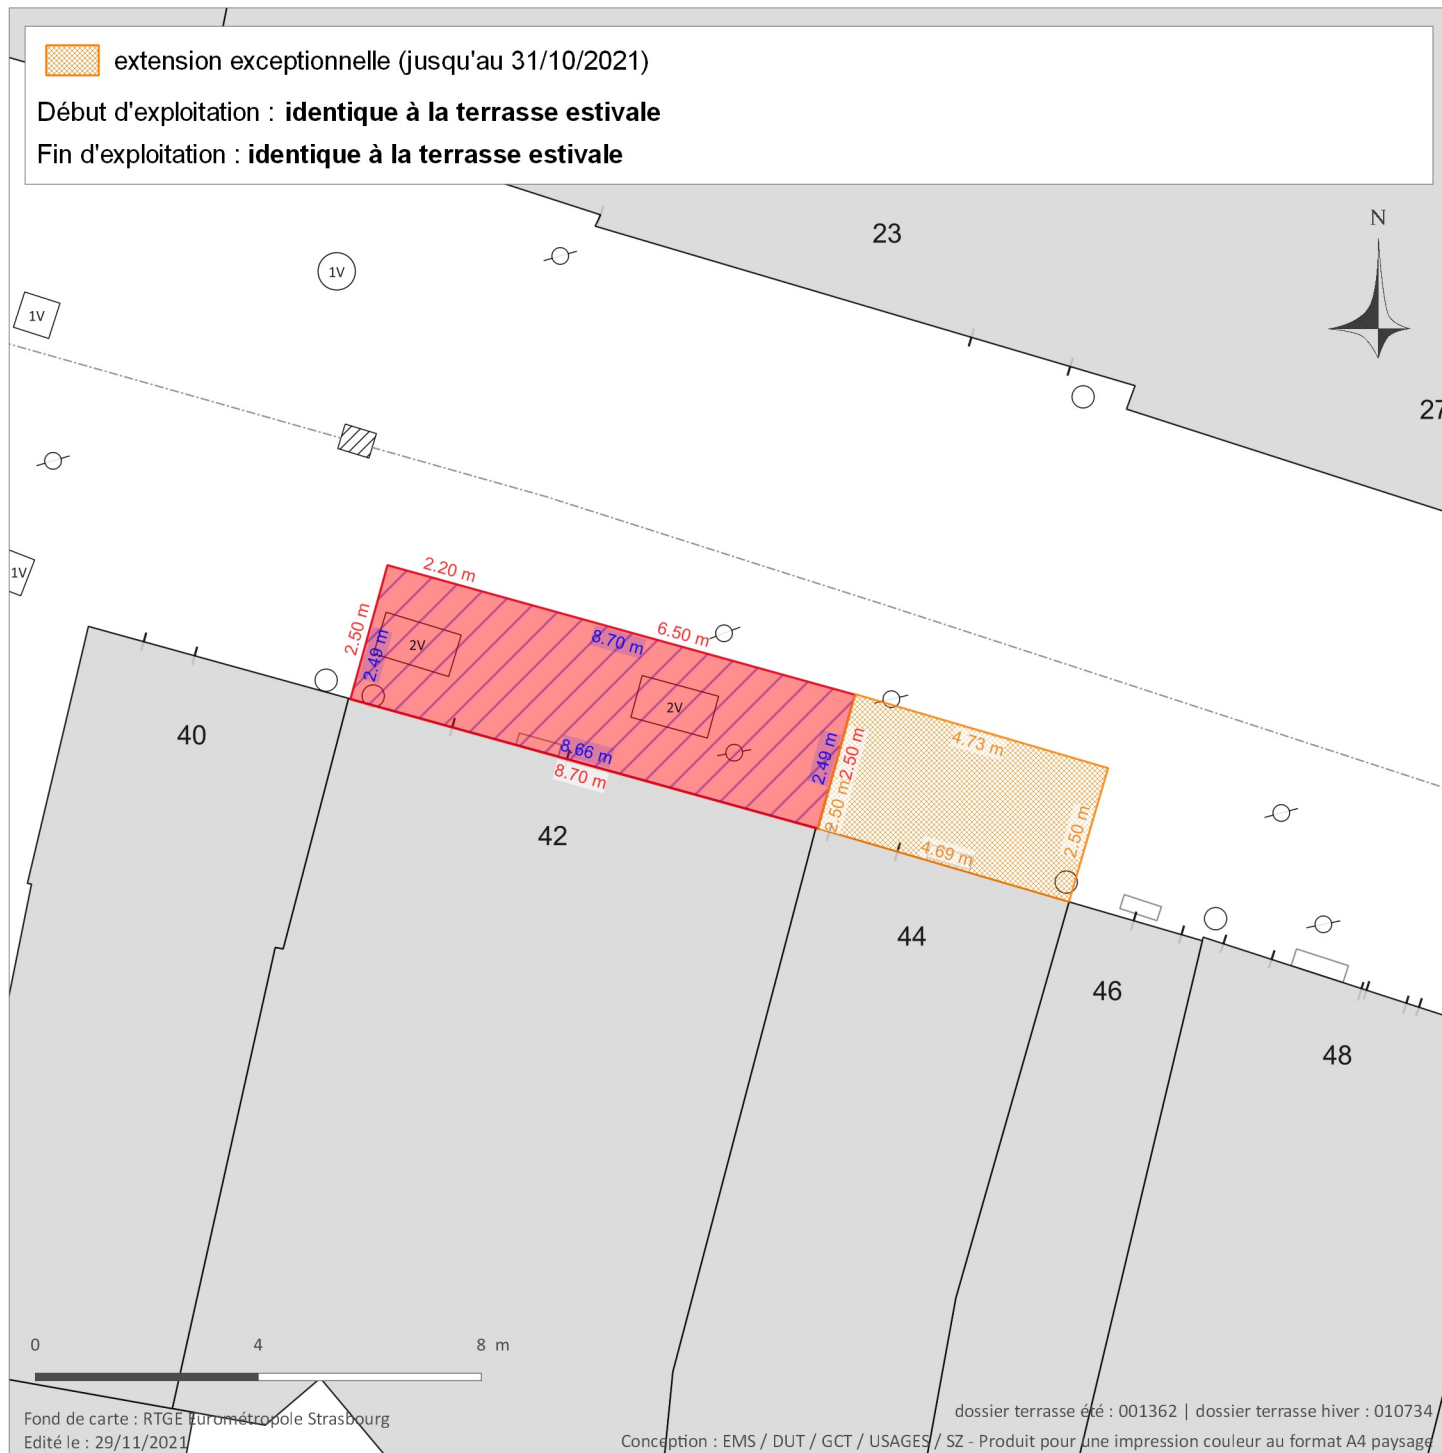 extension exceptionnelle (jusqu'au 31/10/2021)
Début d'exploitation : identique à la terrasse estivale
Fin d'exploitation : identique à la terrasse estivale
N
23
1V
1V
27
1V
2.20 m
6.50 m
8.70 m
2.50 m
2.49 m
2V
2V
8.66 m
8.70 m
2.49 m
2.50 m
2.50 m
4.73 m
2.50 m
4.69 m
40
42
44
46
48
0 4 8 m
Fond de carte : RTGE Eurométropole Strasbourg
Edité le : 29/11/2021
dossier terrasse été : 001362 | dossier terrasse hiver : 010734
Conception : EMS / DUT / GCT / USAGES / SZ - Produit pour une impression couleur au format A4 paysage